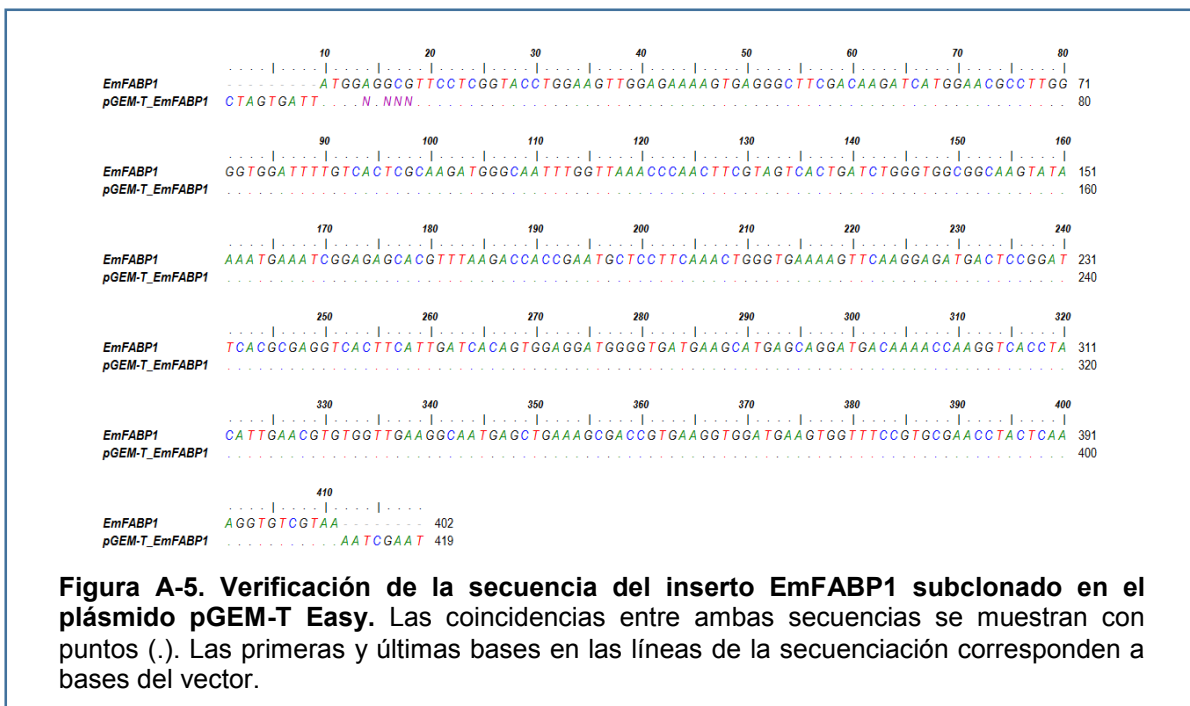 10 20 30 40 50 60 70 80
....|....|....|....|....|....|....|....|....|....|....|....|....|....|....|....|
EmFABP1 ---------ATGGAGGCGTTCCTCGGTACCTGGAAGTTGGAGAAAAGTGAGGGCTTCGACAAGATCATGGAACGCCTTGG 71
pGEM-T_EmFABP1 CTAGTGATT....N.NNN.............................................................. 80
90 100 110 120 130 140 150 160
....|....|....|....|....|....|....|....|....|....|....|....|....|....|....|....|
EmFABP1 GGTGGATTTTGTCACTCGCAAGATGGGCAATTTGGTTAAACCCAACTTCGTAGTCACTGATCTGGGTGGCGGCAAGTATA 151
pGEM-T_EmFABP1 ................................................................................ 160
170 180 190 200 210 220 230 240
....|....|....|....|....|....|....|....|....|....|....|....|....|....|....|....|
EmFABP1 AAATGAAATCGGAGAGCACGTTTAAGACCACCGAATGCTCCTTCAAACTGGGTGAAAAGTTCAAGGAGATGACTCCGGAT 231
pGEM-T_EmFABP1 ................................................................................ 240
250 260 270 280 290 300 310 320
....|....|....|....|....|....|....|....|....|....|....|....|....|....|....|....|
EmFABP1 TCACGCGAGGTCACTTCATTGATCACAGTGGAGGATGGGGTGATGAAGCATGAGCAGGATGACAAAACCAAGGTCACCTA 311
pGEM-T_EmFABP1 ................................................................................ 320
330 340 350 360 370 380 390 400
....|....|....|....|....|....|....|....|....|....|....|....|....|....|....|....|
EmFABP1 CATTGAACGTGTGGTTGAAGGCAATGAGCTGAAAGCGACCGTGAAGGTGGATGAAGTGGTTTCCGTGCGAACCTACTCAA 391
pGEM-T_EmFABP1 ................................................................................ 400
410
....|....|....|....
EmFABP1 AGGTGTCGTAA-------- 402
pGEM-T_EmFABP1 ...........AATCGAAT 419
Figura A-5. Verificación de la secuencia del inserto EmFABP1 subclonado en el
plásmido pGEM-T Easy. Las coincidencias entre ambas secuencias se muestran con
puntos (.). Las primeras y últimas bases en las líneas de la secuenciación corresponden a
bases del vector.